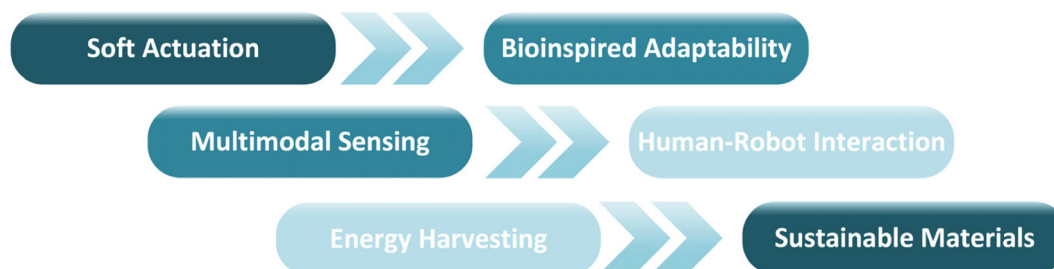 Soft Actuation
Bioinspired Adaptability
Multimodal Sensing
Human-Robot Interaction
Energy Harvesting
Sustainable Materials